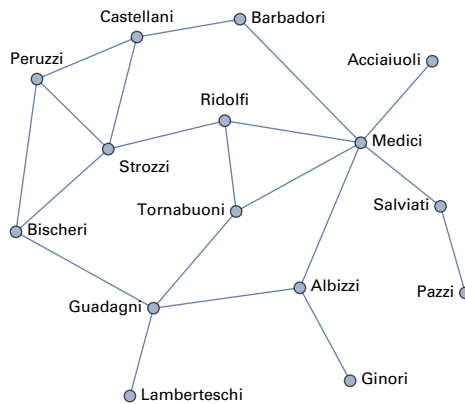 Castellani
Barbadori
Peruzzi
Acciaiuoli
Ridolfi
Medici
Strozzi
Salviati
Tornabuoni
Bischeri
Albizzi
Pazzi
Guadagni
Ginori
Lamberteschi